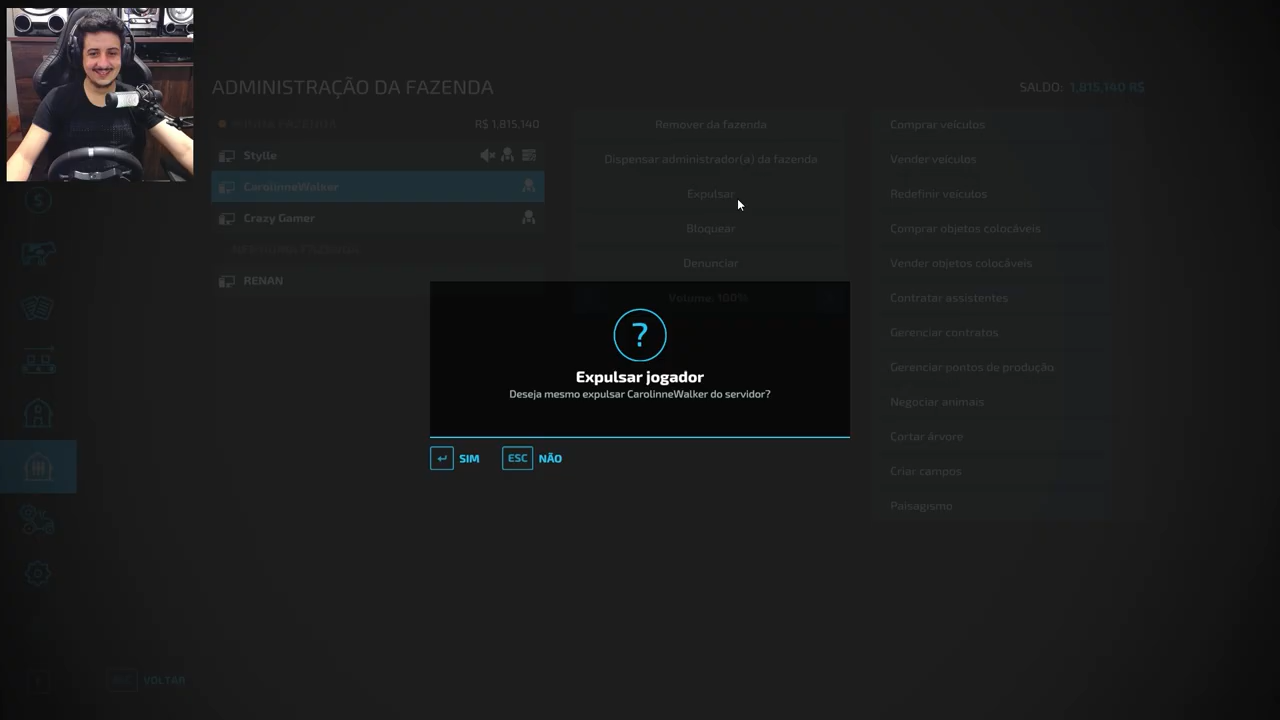 ADMINISTRAÇÃO DA FAZENDA
SALDO: 1,815,140 R$
MINHA FAZENDA R$ 1,815,140
Stylle
CarolinneWalker
Crazy Gamer
RENAN
Remover da fazenda
Dispensar administrador(a) da fazenda
Expulsar
Bloquear
Denunciar
Volume: 100%
Comprar veículos
Vender veículos
Redefinir veículos
Comprar objetos colocáveis
Vender objetos colocáveis
Contratar assistentes
Gerenciar contratos
Gerenciar pontos de produção
Negociar animais
Cortar árvore
Criar campos
Paisagismo
?
Expulsar jogador
Deseja mesmo expulsar CarolinneWalker do servidor?
↵ SIM ESC NÃO
ESC VOLTAR